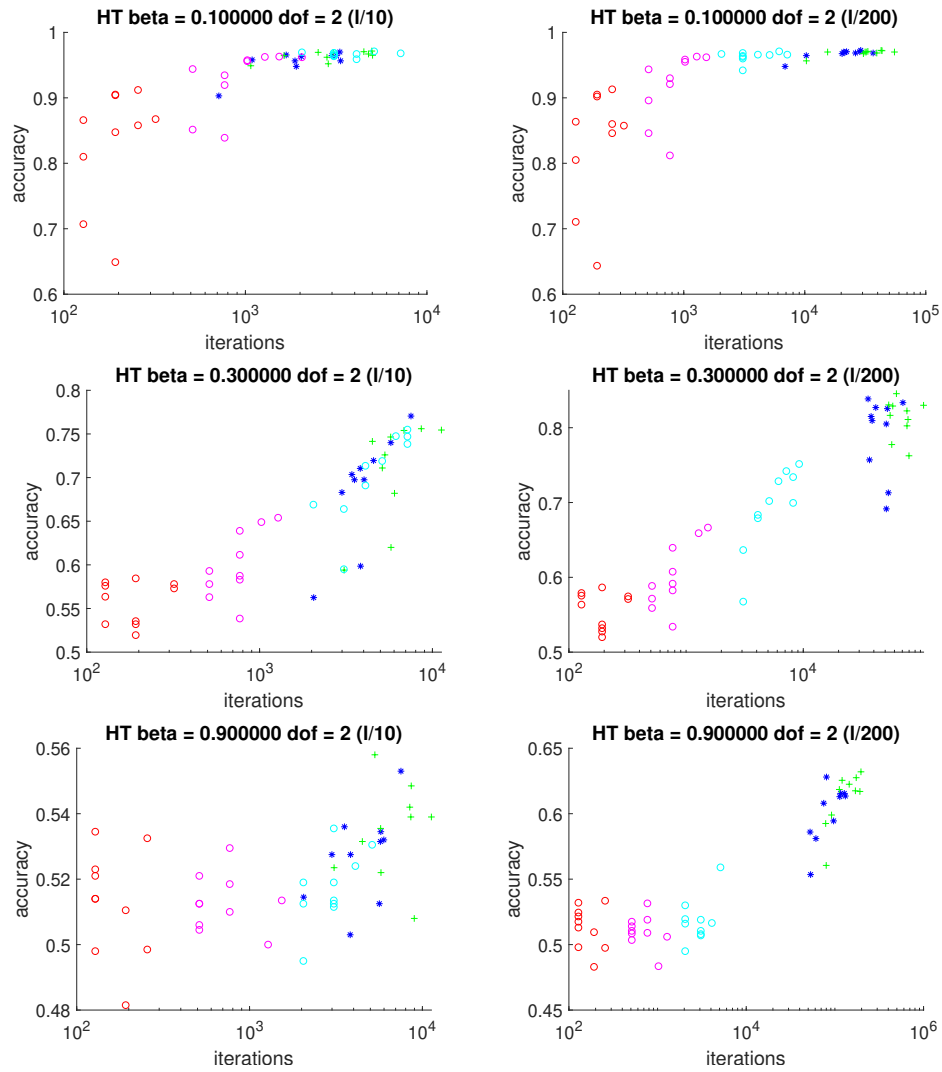 HT beta = 0.100000 dof = 2 (l/10)
1
0.9
0.8
0.7
0.6
accuracy
10^2
10^3
10^4
iterations
HT beta = 0.100000 dof = 2 (l/200)
1
0.9
0.8
0.7
0.6
accuracy
10^2
10^3
10^4
10^5
iterations
HT beta = 0.300000 dof = 2 (l/10)
0.8
0.75
0.7
0.65
0.6
0.55
0.5
accuracy
10^2
10^3
10^4
iterations
HT beta = 0.300000 dof = 2 (l/200)
0.8
0.7
0.6
0.5
accuracy
10^2
10^3
10^4
iterations
HT beta = 0.900000 dof = 2 (l/10)
0.56
0.54
0.52
0.5
0.48
accuracy
10^2
10^3
10^4
iterations
HT beta = 0.900000 dof = 2 (l/200)
0.65
0.6
0.55
0.5
0.45
accuracy
10^2
10^4
10^6
iterations